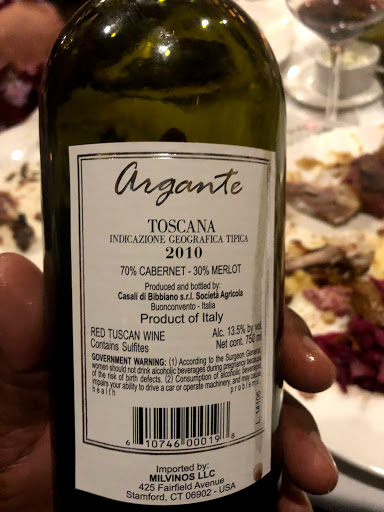 Argante
TOSCANA
INDICAZIONE GEOGRAFICA TIPICA
2010
70% CABERNET - 30% MERLOT
Produced and bottled by:
Casali di Bibbiano s.r.l. Società Agricola
Buonconvento - Italia
Product of Italy
RED TUSCAN WINE Alc. 13.5% by vol.
Contains Sulfites Net cont. 750 ml
GOVERNMENT WARNING: (1) According to the Surgeon General,
women should not drink alcoholic beverages during pregnancy because
of the risk of birth defects. (2) Consumption of alcoholic beverages
impairs your ability to drive a car or operate machinery, and may cause
health problems.
6 10746 00019 8
L. 14106
Imported by:
MILVINOS LLC
425 Fairfield Avenue
Stamford, CT 06902 - USA